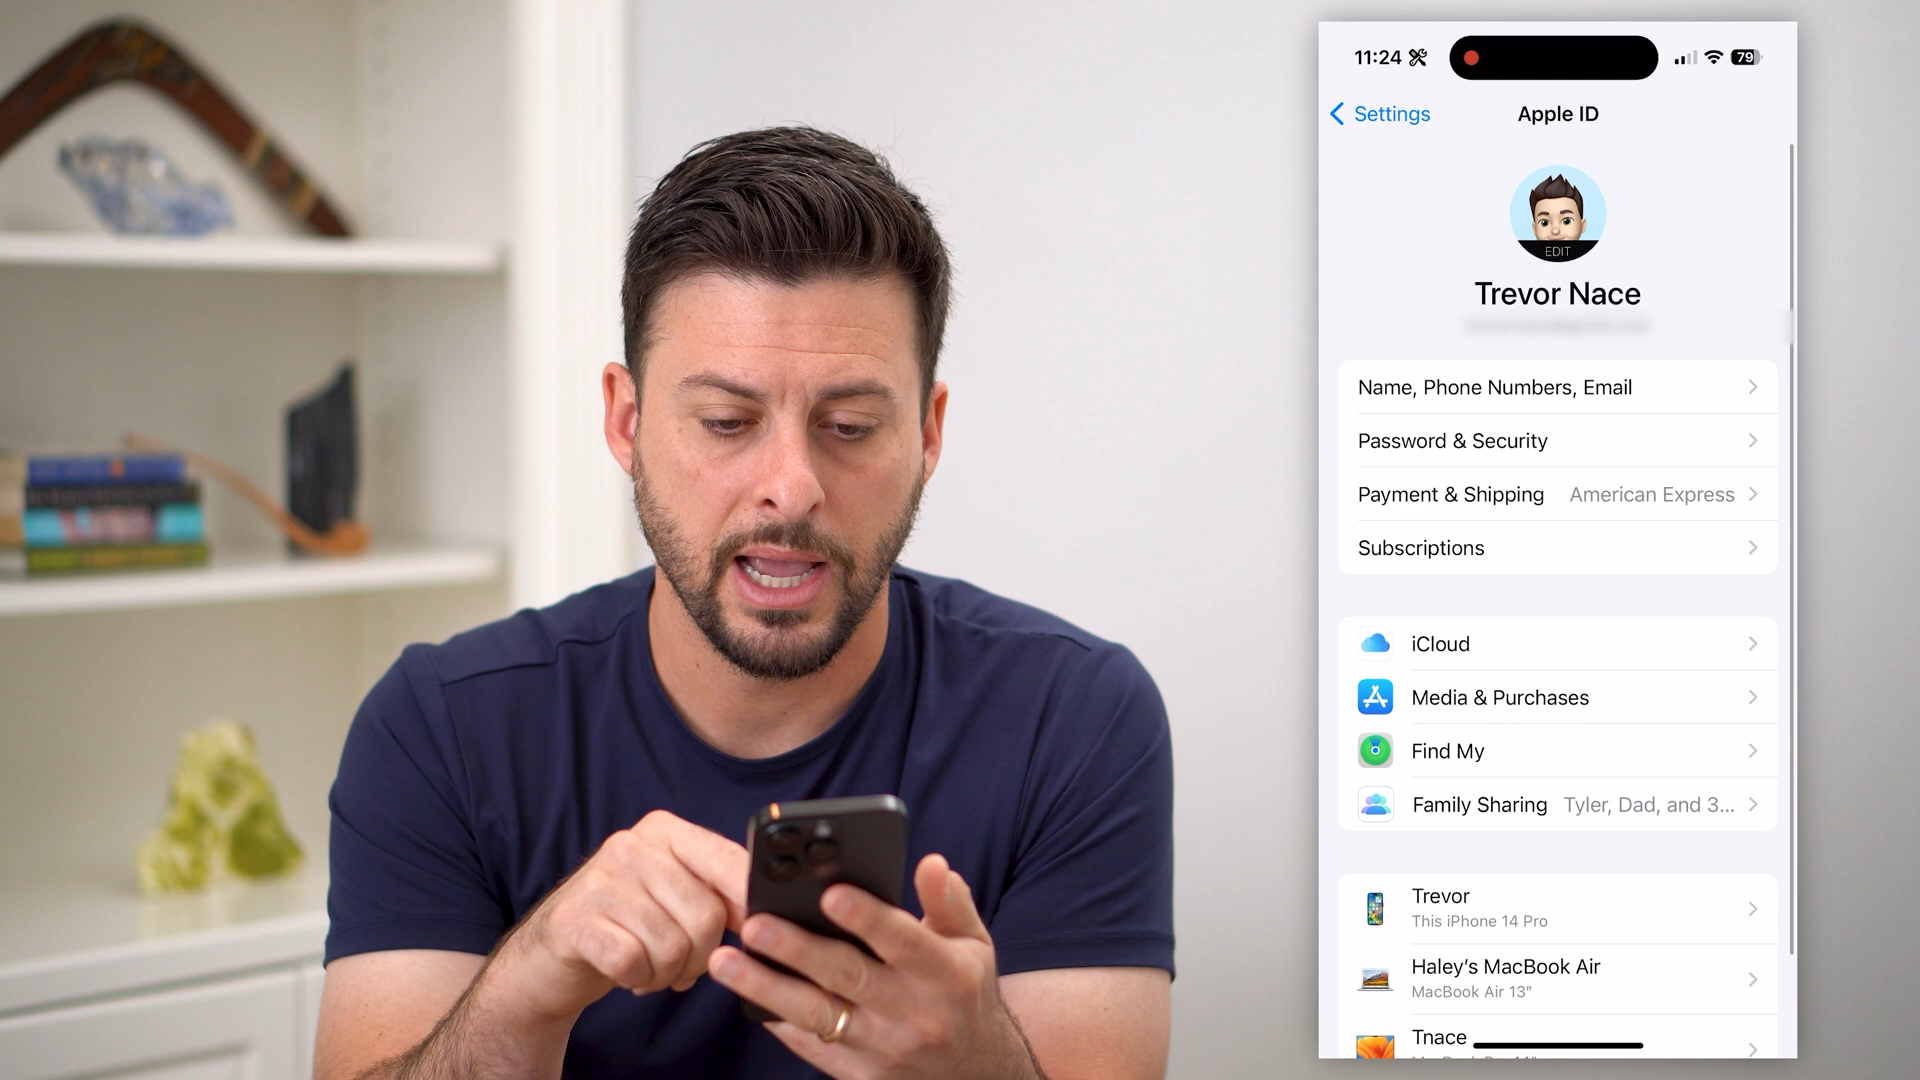 11:24
79
Settings
Apple ID
EDIT
Trevor Nace
Name, Phone Numbers, Email
Password & Security
Payment & Shipping American Express
Subscriptions
iCloud
Media & Purchases
Find My
Family Sharing Tyler, Dad, and 3...
Trevor
This iPhone 14 Pro
Haley's MacBook Air
MacBook Air 13"
Tnace